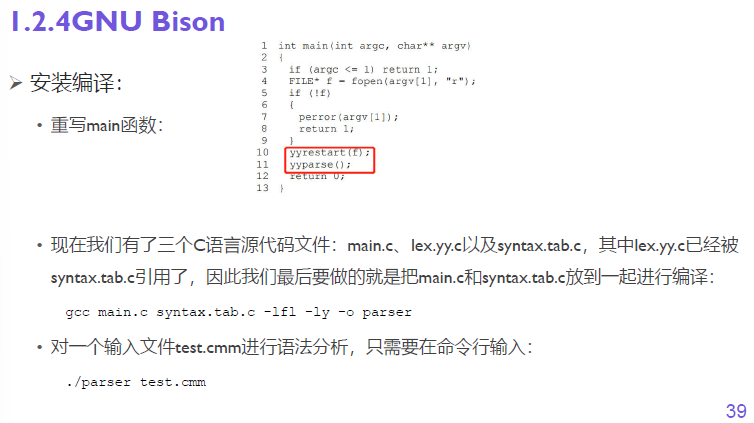 1.2.4GNU Bison
➢ 安装编译：
• 重写main函数：
1 int main(int argc, char** argv)
2 {
3   if (argc <= 1) return 1;
4   FILE* f = fopen(argv[1], "r");
5   if (!f)
6   {
7     perror(argv[1]);
8     return 1;
9   }
10   yyrestart(f);
11   yyparse();
12   return 0;
13 }
• 现在我们有了三个C语言源代码文件：main.c、lex.yy.c以及syntax.tab.c，其中lex.yy.c已经被
syntax.tab.c引用了，因此我们最后要做的就是把main.c和syntax.tab.c放到一起进行编译：
gcc main.c syntax.tab.c -lfl -ly -o parser
• 对一个输入文件test.cmm进行语法分析，只需要在命令行输入：
./parser test.cmm
39